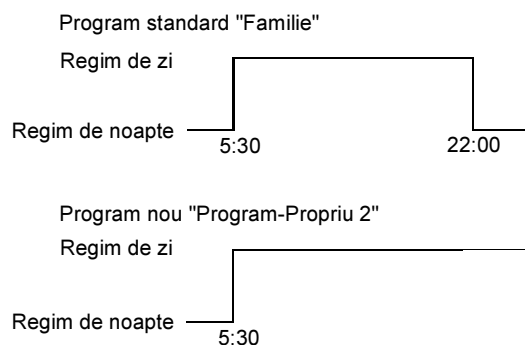 Program standard "Familie"
Regim de zi
Regim de noapte
5:30 22:00
Program nou "Program-Propriu 2"
Regim de zi
Regim de noapte
5:30